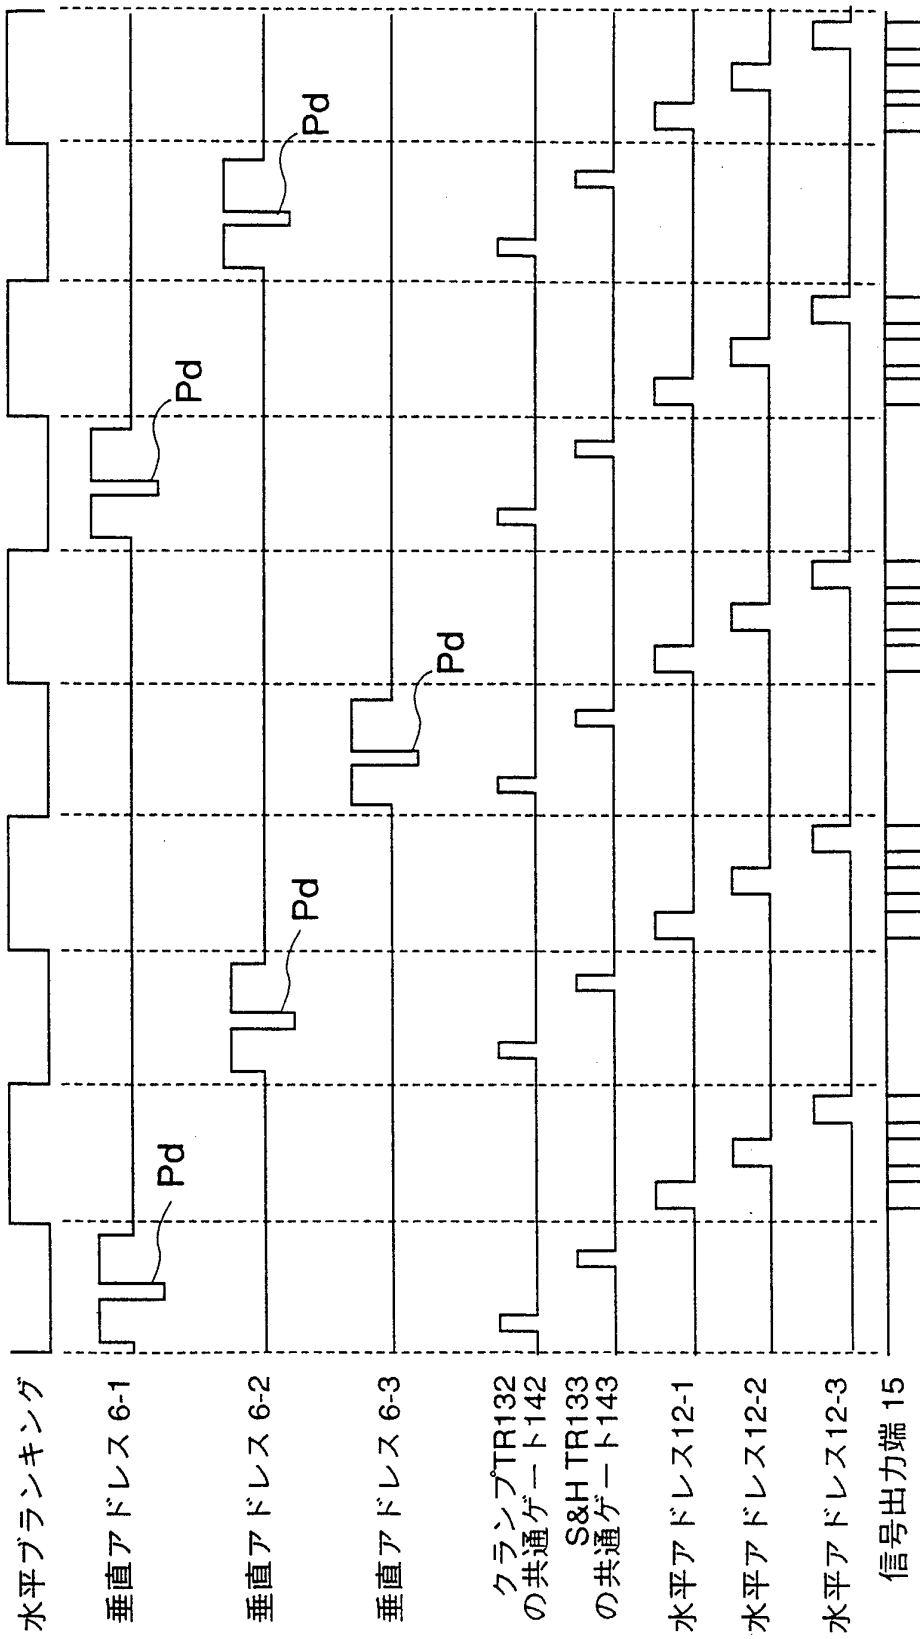 水平ブランキング
垂直アドレス 6-1
Pd
Pd
垂直アドレス 6-2
Pd
Pd
垂直アドレス 6-3
Pd
クランプTR132
の共通ゲート142
S&H TR133
の共通ゲート143
水平アドレス12-1
水平アドレス12-2
水平アドレス12-3
信号出力端 15